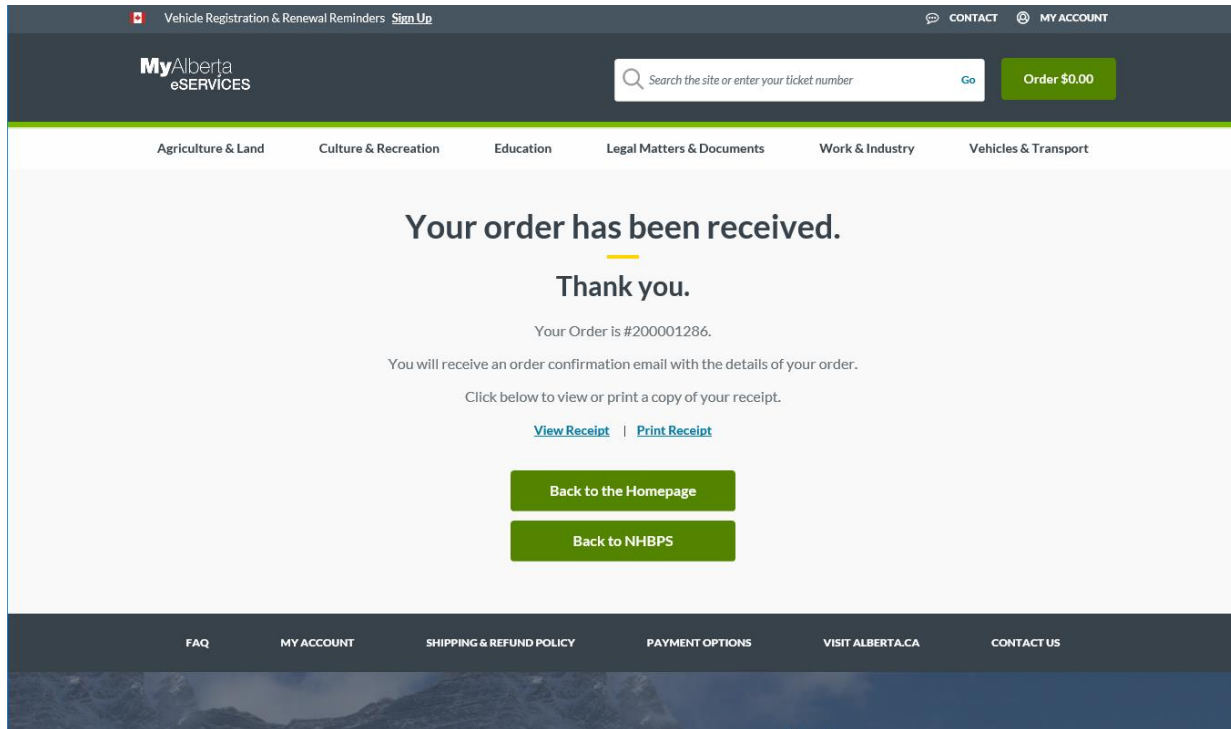 Vehicle Registration & Renewal Reminders Sign Up
CONTACT
MY ACCOUNT
MyAlberta
eSERVICES
Search the site or enter your ticket number
Go
Order $0.00
Agriculture & Land
Culture & Recreation
Education
Legal Matters & Documents
Work & Industry
Vehicles & Transport
Your order has been received.
Thank you.
Your Order is #200001286.
You will receive an order confirmation email with the details of your order.
Click below to view or print a copy of your receipt.
View Receipt | Print Receipt
Back to the Homepage
Back to NHBPS
FAQ
MY ACCOUNT
SHIPPING & REFUND POLICY
PAYMENT OPTIONS
VISIT ALBERTA.CA
CONTACT US